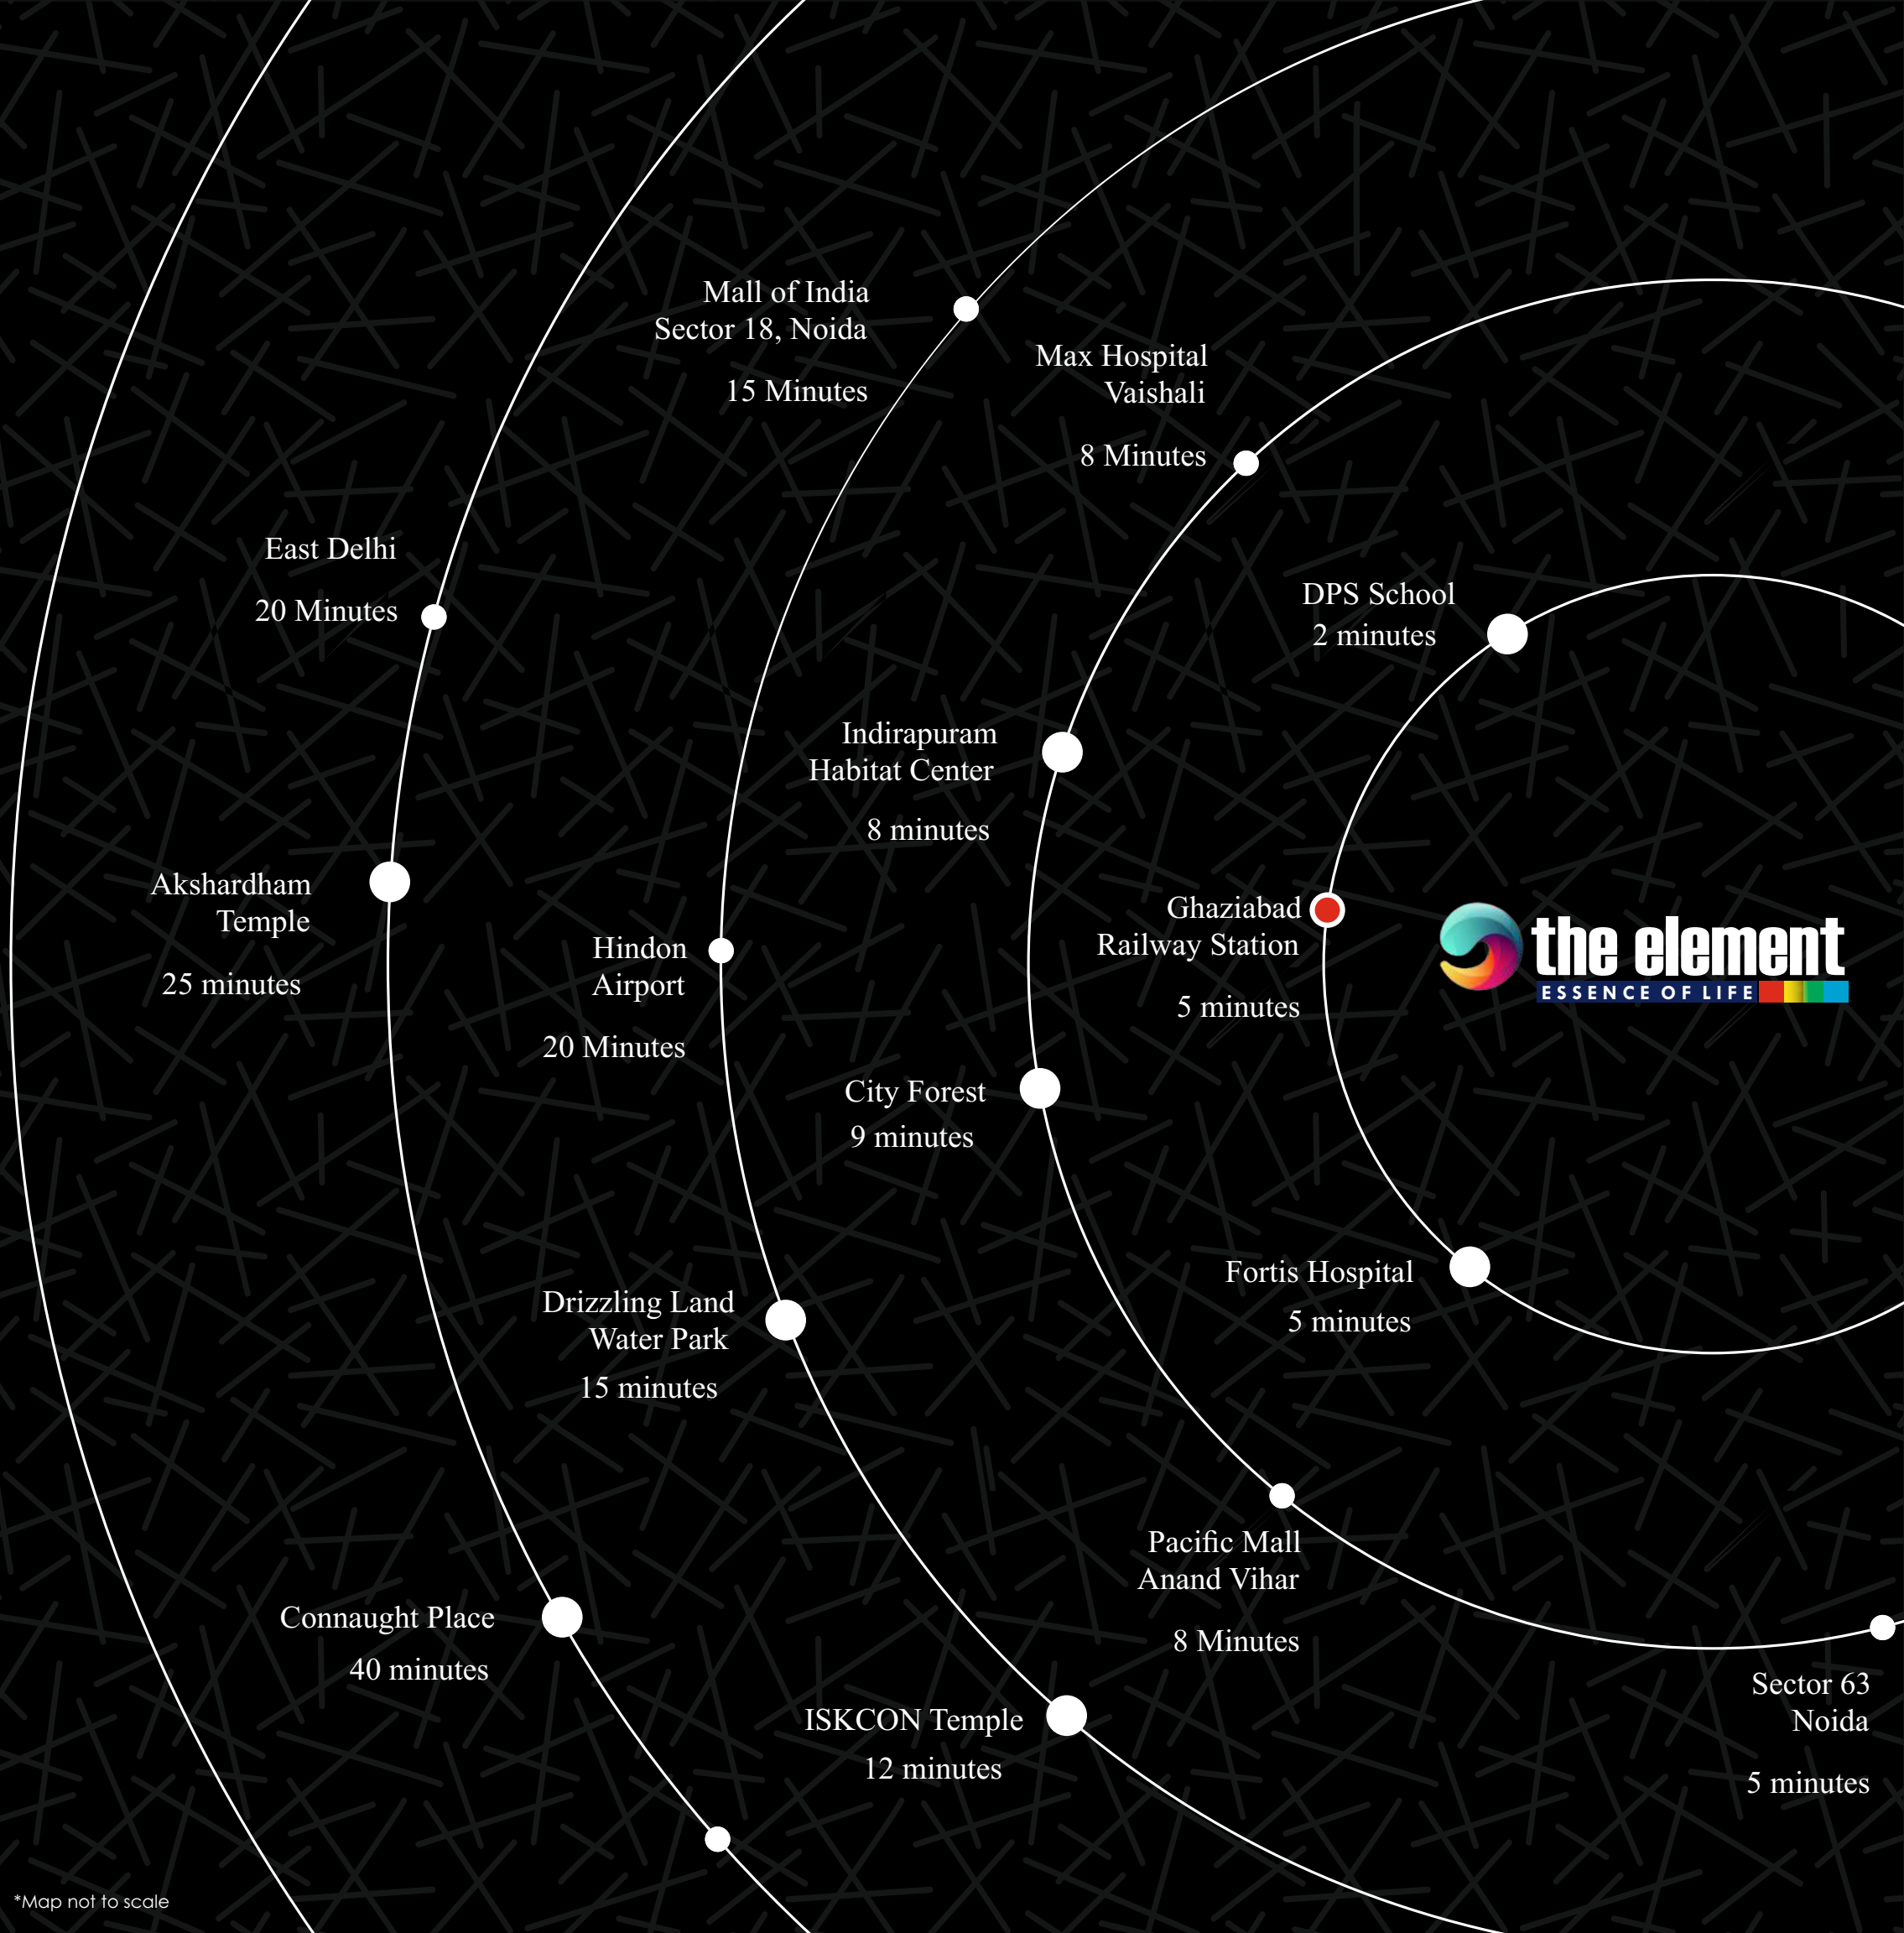 Mall of India
Sector 18, Noida
15 Minutes
Max Hospital
Vaishali
8 Minutes
East Delhi
20 Minutes
DPS School
2 minutes
Indirapuram
Habitat Center
8 minutes
Akshardham
Temple
25 minutes
Hindon
Airport
20 Minutes
Ghaziabad
Railway Station
5 minutes
the element
ESSENCE OF LIFE
City Forest
9 minutes
Fortis Hospital
5 minutes
Drizzling Land
Water Park
15 minutes
Pacific Mall
Anand Vihar
8 Minutes
Connaught Place
40 minutes
ISKCON Temple
12 minutes
Sector 63
Noida
5 minutes
*Map not to scale